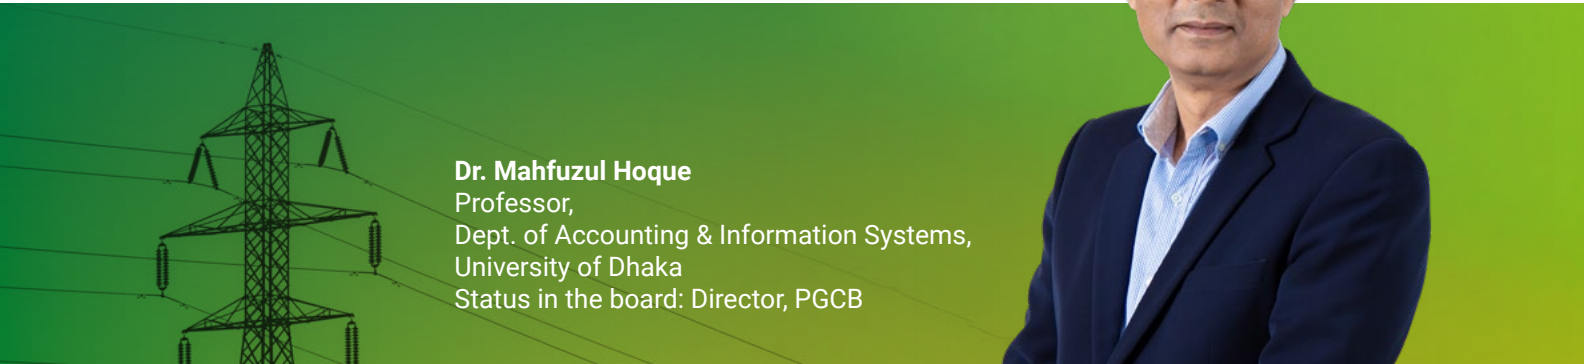 Dr. Mahfuzul Hoque
Professor,
Dept. of Accounting & Information Systems,
University of Dhaka
Status in the board: Director, PGCB